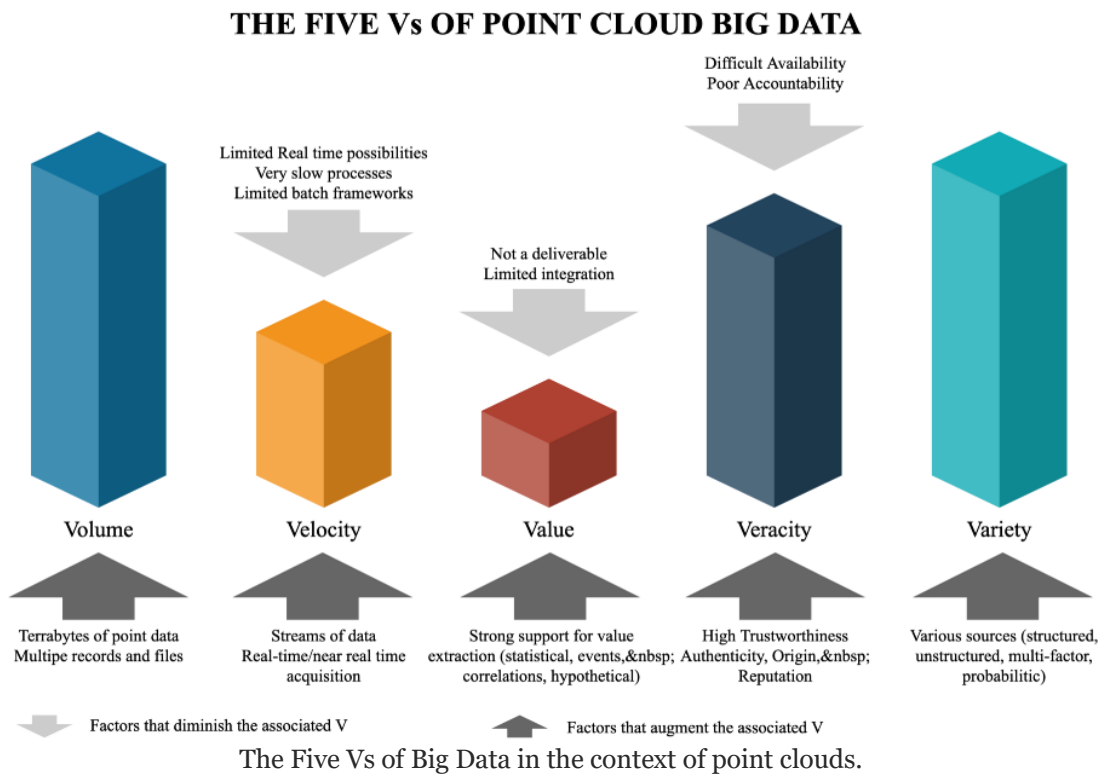 THE FIVE Vs OF POINT CLOUD BIG DATA
Difficult Availability
Poor Accountability
Limited Real time possibilities
Very slow processes
Limited batch frameworks
Not a deliverable
Limited integration
Volume
Velocity
Value
Veracity
Variety
Terrabytes of point data
Multipe records and files
Streams of data
Real-time/near real time
acquisition
Strong support for value
extraction (statistical, events,&nbsp;
correlations, hypothetical)
High Trustworthiness
Authenticity, Origin,&nbsp;
Reputation
Various sources (structured,
unstructured, multi-factor,
probabilitic)
Factors that diminish the associated V
Factors that augment the associated V
The Five Vs of Big Data in the context of point clouds.